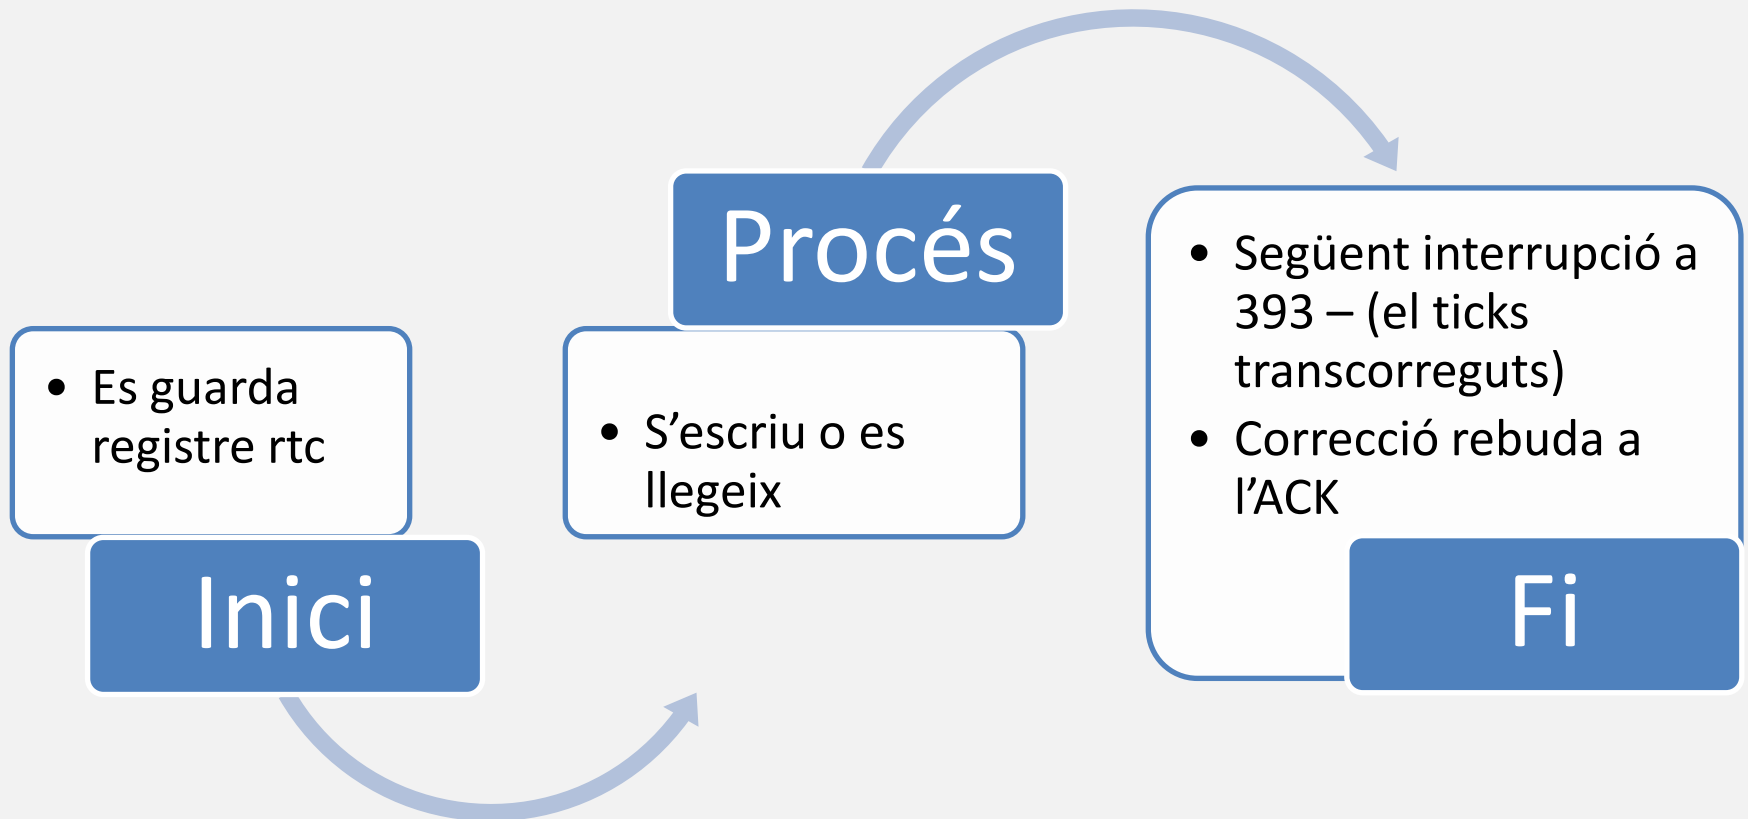 • Es guarda
registre rtc
Inici
Procés
• S’escriu o es
llegeix
• Següent interrupció a
393 – (el ticks
transcorreguts)
• Correcció rebuda a
l’ACK
Fi